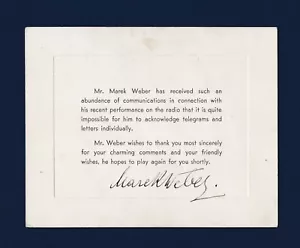 Mr. Marek Weber has received such an
abundance of communications in connection with
his recent performance on the radio that it is quite
impossible for him to acknowledge telegrams and
letters individually.
Mr. Weber wishes to thank you most sincerely
for your charming comments and your friendly
wishes, he hopes to play again for you shortly.
Marek Weber.